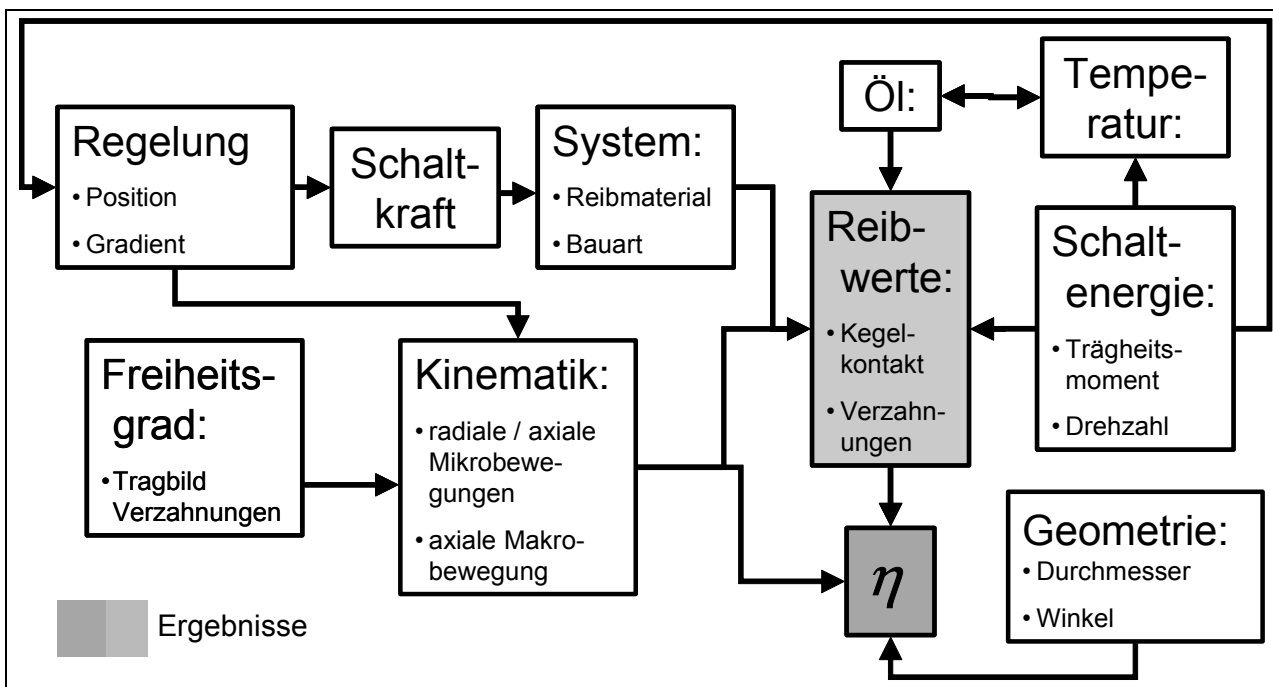 Regelung
• Position
• Gradient
Schalt-
kraft
System:
• Reibmaterial
• Bauart
Öl:
Tempe-
ratur:
Reib-
werte:
• Kegel-
kontakt
• Verzahn-
nungen
Schalt-
energie:
• Trägheits-
moment
• Drehzahl
Freiheits-
grad:
• Tragbild
Verzahnungen
Kinematik:
• radiale / axiale
Mikrobewe-
gungen
• axiale Makro-
bewegung
η
Geometrie:
• Durchmesser
• Winkel
Ergebnisse